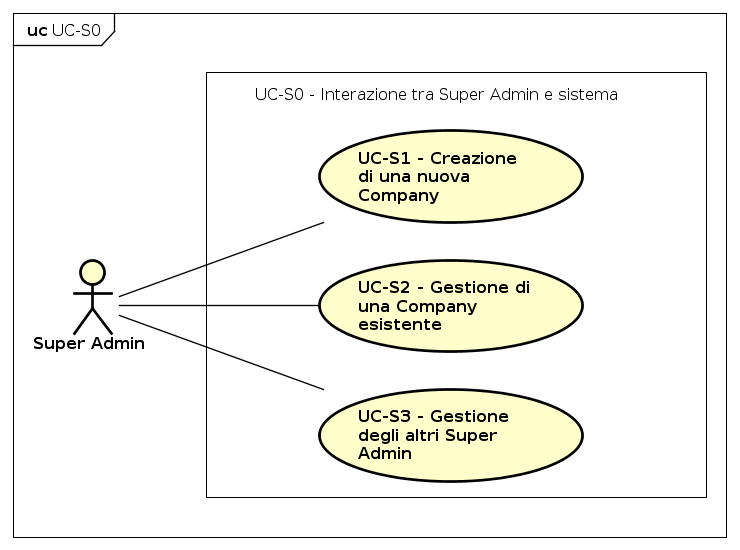 uc UC-S0
UC-S0 - Interazione tra Super Admin e sistema
UC-S1 - Creazione
di una nuova
Company
UC-S2 - Gestione di
una Company
esistente
Super Admin
UC-S3 - Gestione
degli altri Super
Admin